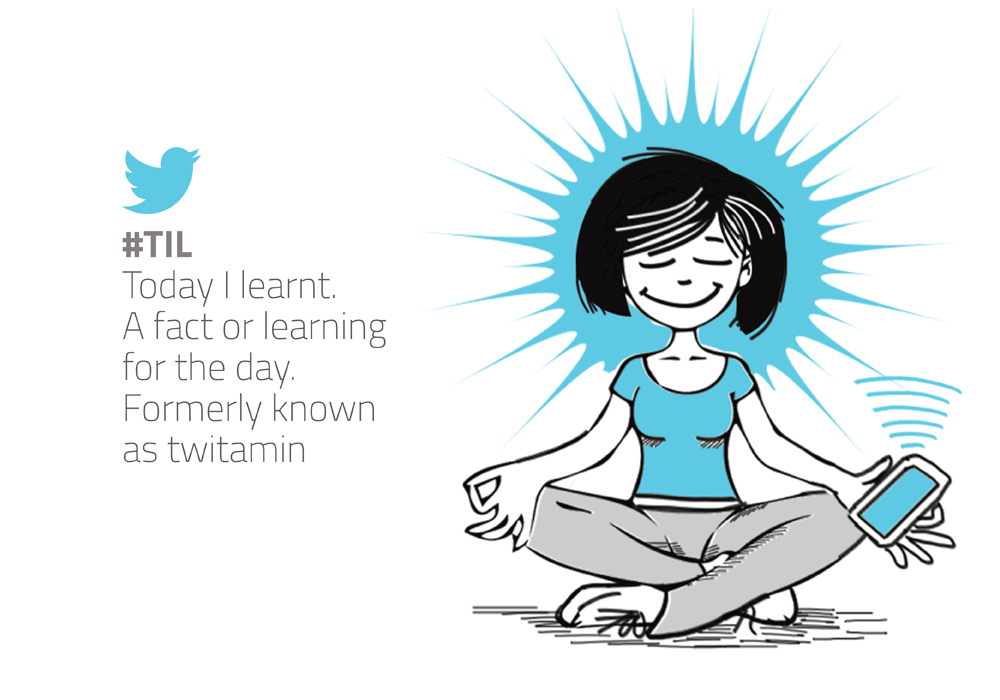 #TIL
Today I learnt.
A fact or learning
for the day.
Formerly known
as twitamin